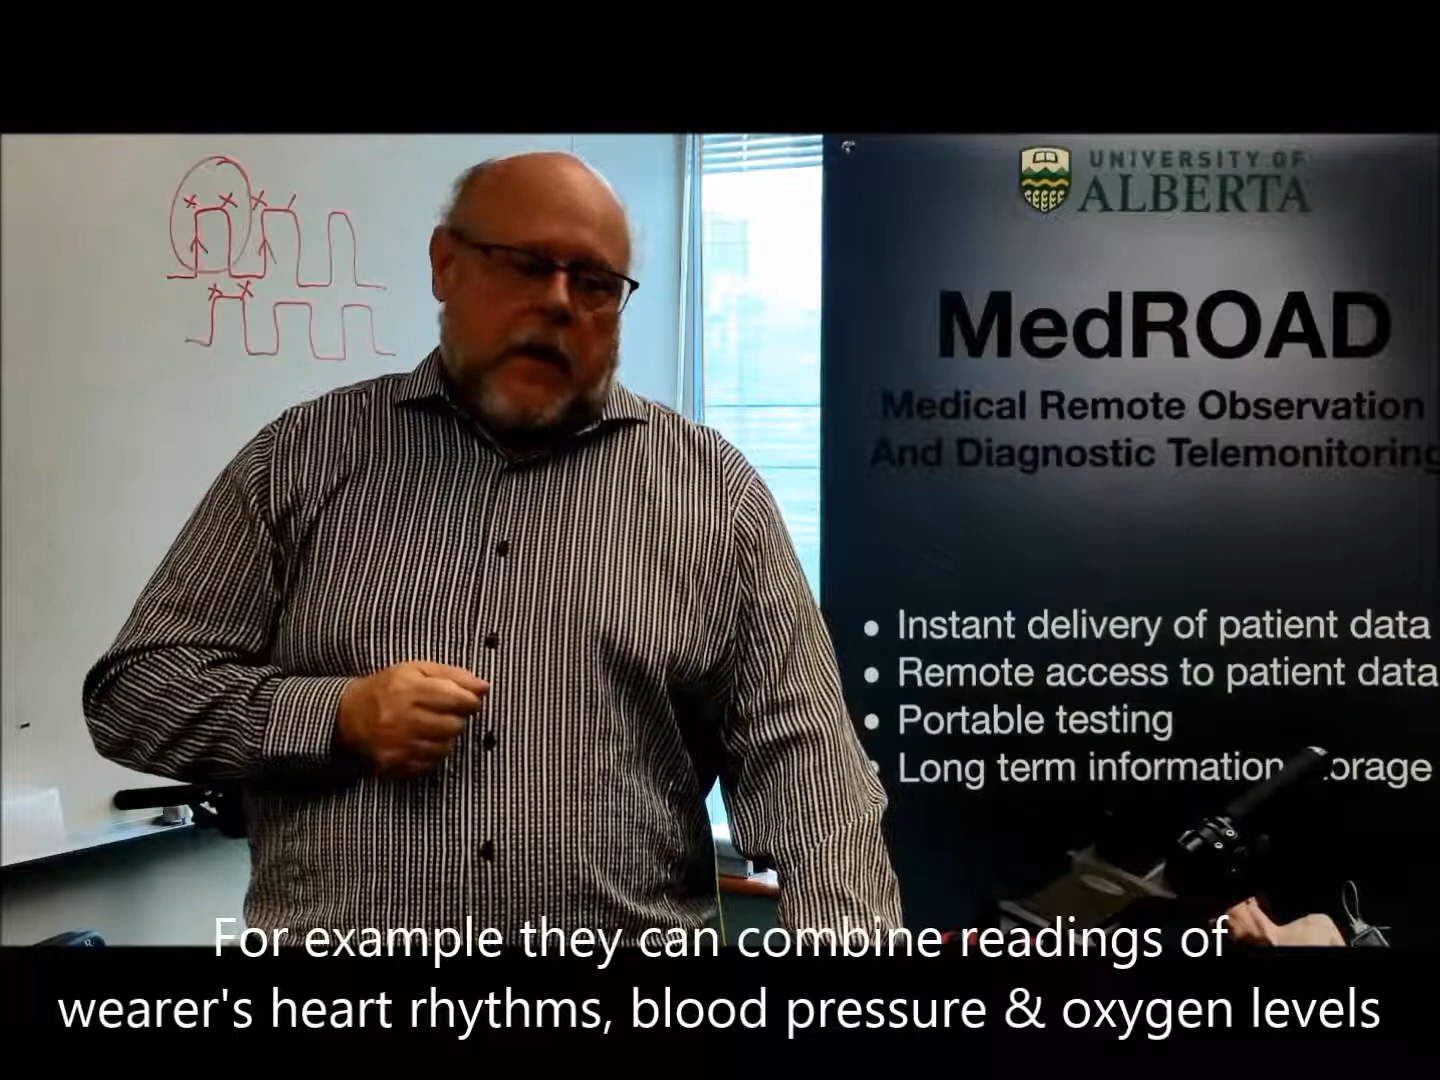 UNIVERSITY OF
ALBERTA
MedROAD
Medical Remote Observation
And Diagnostic Telemonitoring
• Instant delivery of patient data
• Remote access to patient data
• Portable testing
• Long term information
For example they can combine readings of
wearer's heart rhythms, blood pressure & oxygen levels